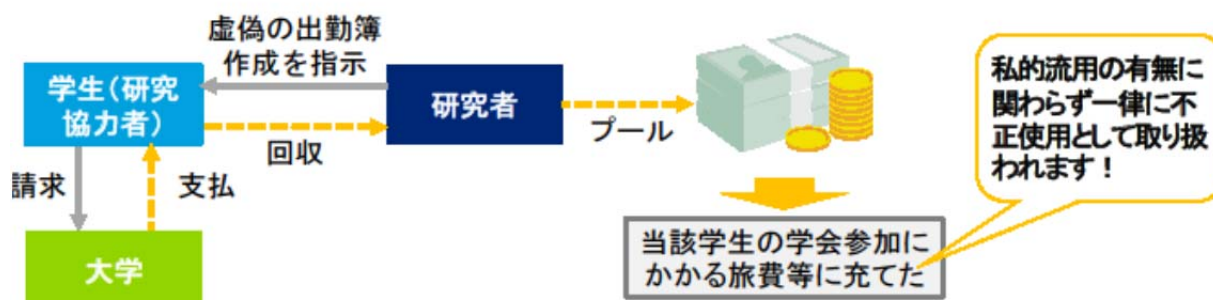 虚偽の出勤簿
作成を指示
学生(研究
協力者)
研究者
回収
プール
請求
支払
大学
当該学生の学会参加に
かかる旅費等に充てた
私的流用の有無に
関わらず一律に不
正使用として取り扱
われます!